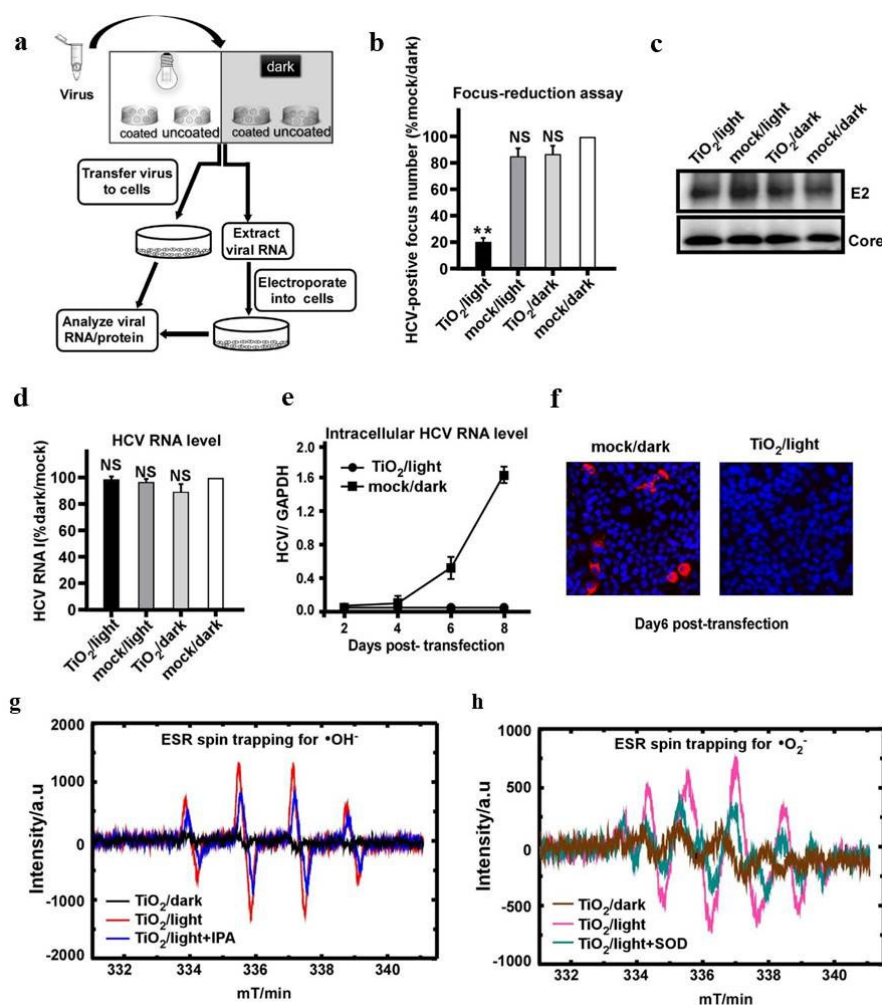 a
Virus
dark
coated uncoated coated uncoated
Transfer virus
to cells
Extract
viral RNA
Electroporate
into cells
Analyze viral
RNA/protein
b
Focus-reduction assay
HCV-postive focus number (%mock/dark)
100
80
60
40
20
0
**
NS
NS
TiO2/light
mock/light
TiO2/dark
mock/dark
c
TiO2/light
mock/light
TiO2/dark
mock/dark
E2
Core
d
HCV RNA level
HCV RNA l(%dark/mock)
100
80
60
40
20
0
NS
NS
NS
TiO2/light
mock/light
TiO2/dark
mock/dark
e
Intracellular HCV RNA level
HCV/ GAPDH
2.0
1.6
1.2
0.8
0.4
0.0
TiO2/light
mock/dark
2 4 6 8
Days post- transfection
f
mock/dark
TiO2/light
Day6 post-transfection
g
ESR spin trapping for •OH-
Intensity/a.u
2000
1000
0
-1000
-2000
TiO2/dark
TiO2/light
TiO2/light+IPA
332 334 336 338 340
mT/min
h
ESR spin trapping for •O2-
Intensity/a.u
1000
500
0
-500
-1000
TiO2/dark
TiO2/light
TiO2/light+SOD
332 334 336 338 340
mT/min